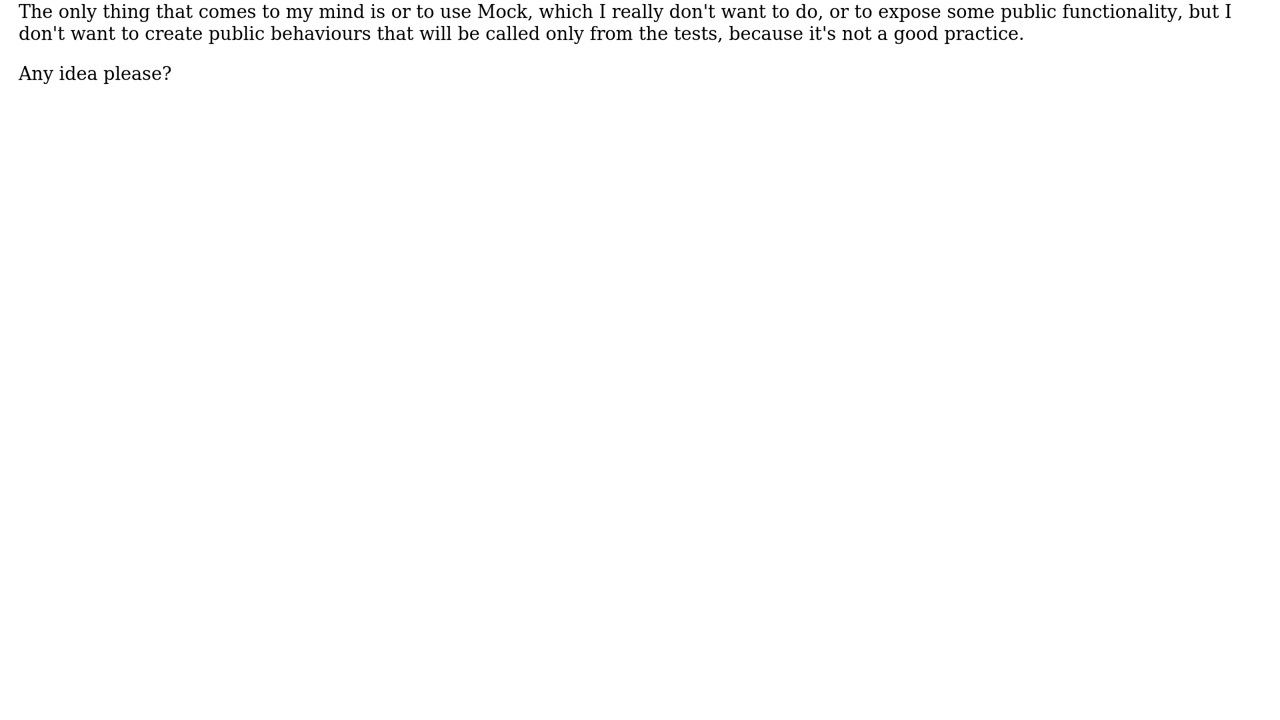 The only thing that comes to my mind is or to use Mock, which I really don't want to do, or to expose some public functionality, but I
don't want to create public behaviours that will be called only from the tests, because it's not a good practice.
Any idea please?